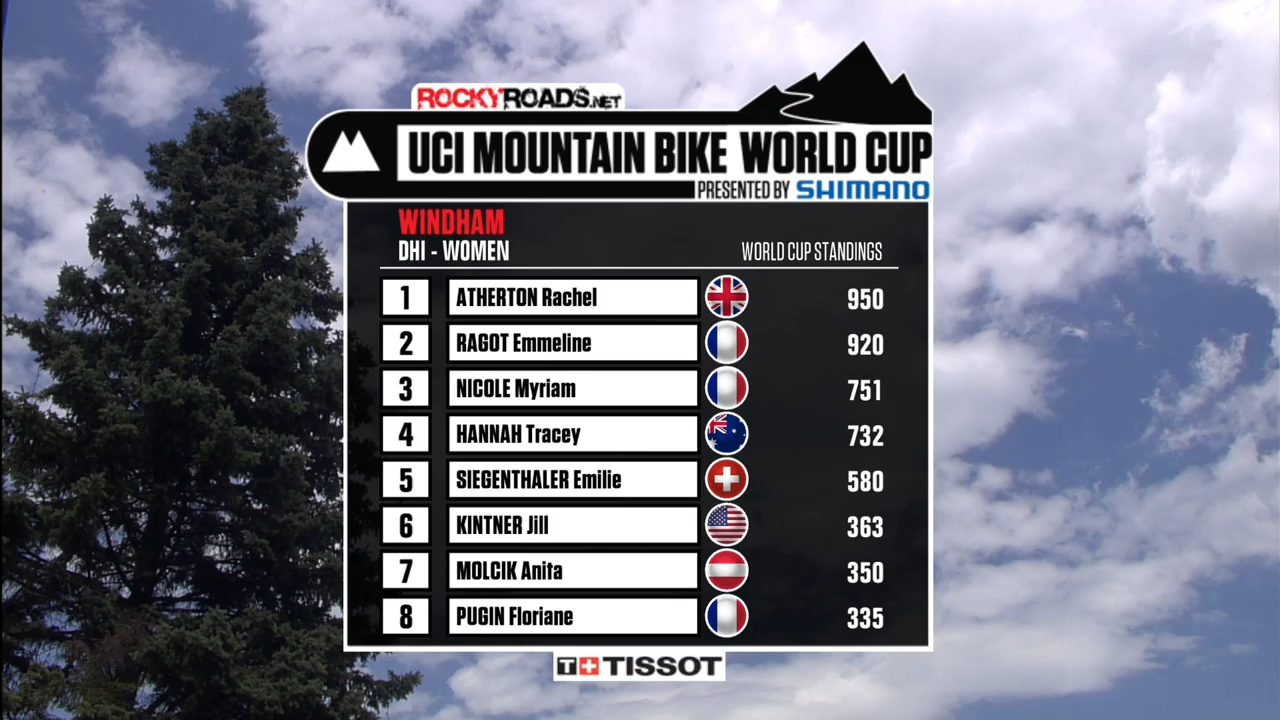 ROCKYROADS.NET
UCI MOUNTAIN BIKE WORLD CUP
PRESENTED BY SHIMANO
WINDHAM
DHI - WOMEN WORLD CUP STANDINGS
1 ATHERTON Rachel 950
2 RAGOT Emmeline 920
3 NICOLE Myriam 751
4 HANNAH Tracey 732
5 SIEGENTHALER Emilie 580
6 KINTNER Jill 363
7 MOLCIK Anita 350
8 PUGIN Floriane 335
T+TISSOT